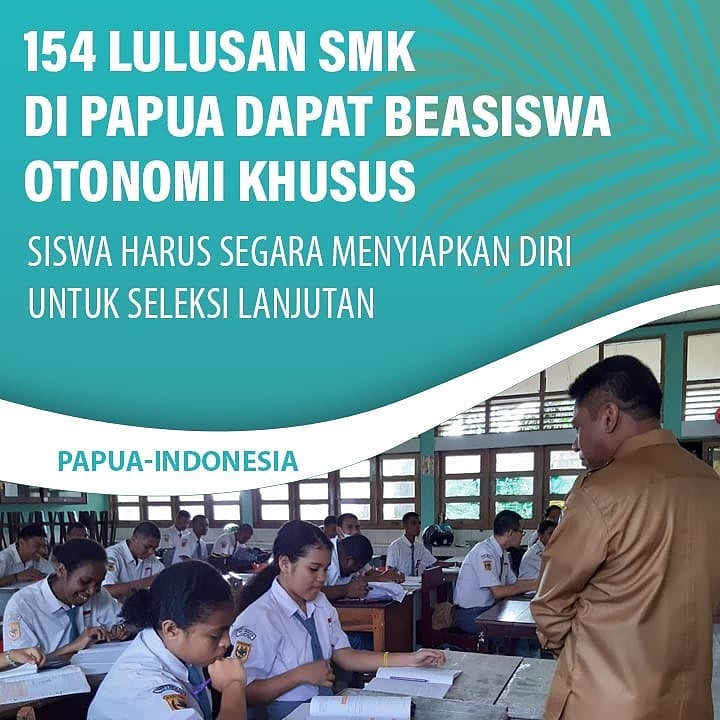 154 LULUSAN SMK
DI PAPUA DAPAT BEASISWA
OTONOMI KHUSUS
SISWA HARUS SEGARA MENYIAPKAN DIRI
UNTUK SELEKSI LANJUTAN
PAPUA-INDONESIA